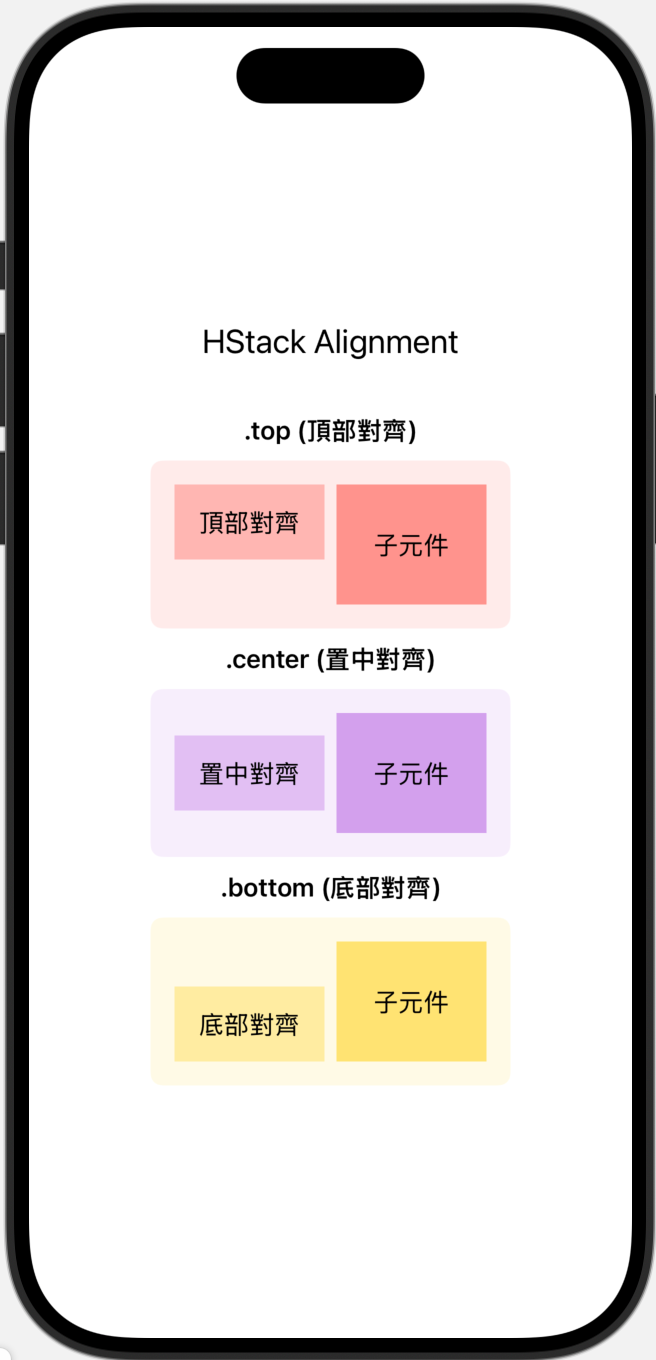 HStack Alignment
.top (頂部對齊)
頂部對齊
子元件
.center (置中對齊)
置中對齊
子元件
.bottom (底部對齊)
底部對齊
子元件